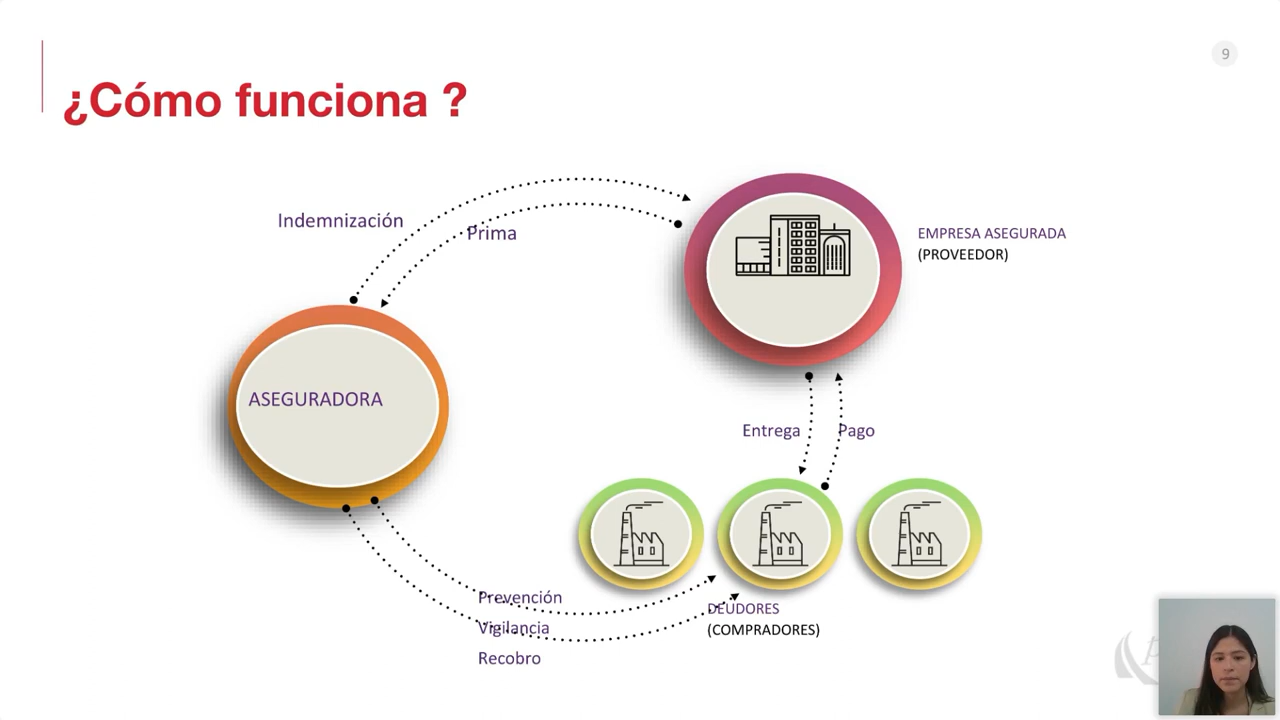 9
¿Cómo funciona ?
Indemnización
Prima
EMPRESA ASEGURADA
(PROVEEDOR)
ASEGURADORA
Entrega
Pago
Prevención
Vigilancia
Recobro
DEUDORES
(COMPRADORES)